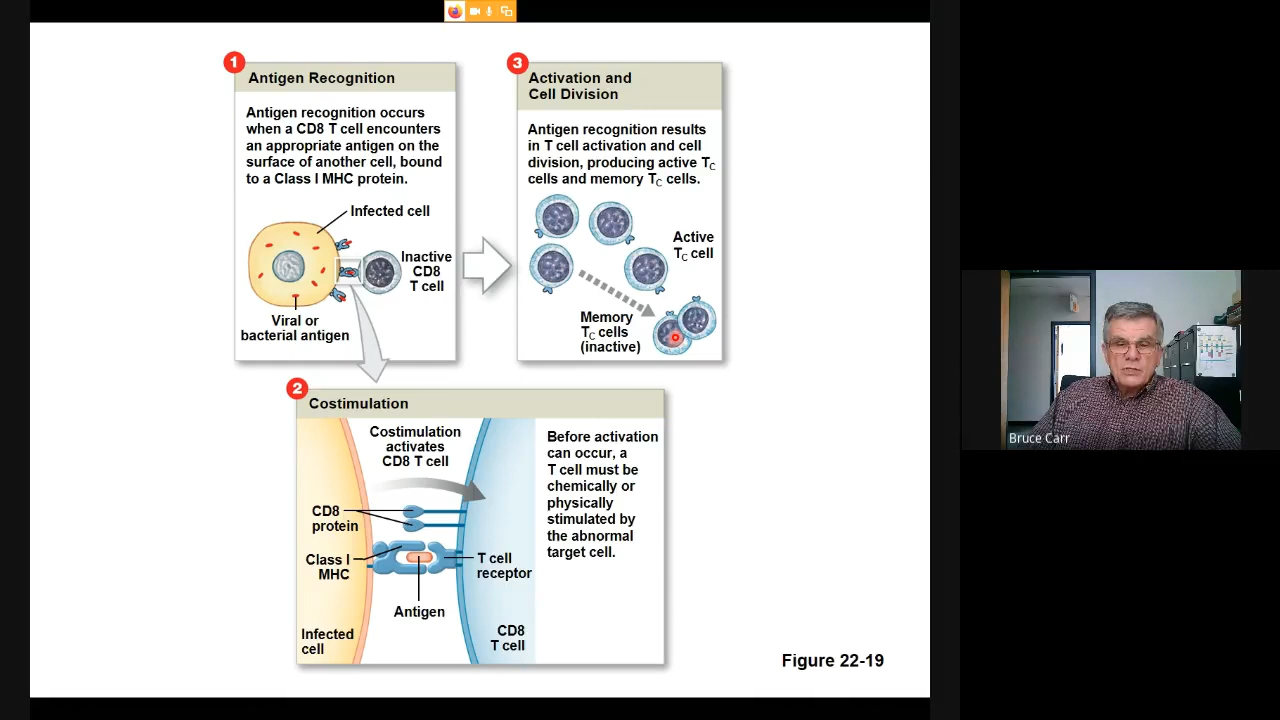 1
Antigen Recognition
Antigen recognition occurs
when a CD8 T cell encounters
an appropriate antigen on the
surface of another cell, bound
to a Class I MHC protein.
Infected cell
Inactive
CD8
T cell
Viral or
bacterial antigen
3
Activation and
Cell Division
Antigen recognition results
in T cell activation and cell
division, producing active TC
cells and memory TC cells.
Active
TC cell
Memory
TC cells
(inactive)
2
Costimulation
Costimulation
activates
CD8 T cell
CD8
protein
Class I
MHC
Antigen
T cell
receptor
Infected
cell
CD8
T cell
Before activation
can occur, a
T cell must be
chemically or
physically
stimulated by
the abnormal
target cell.
Figure 22-19
Bruce Carr